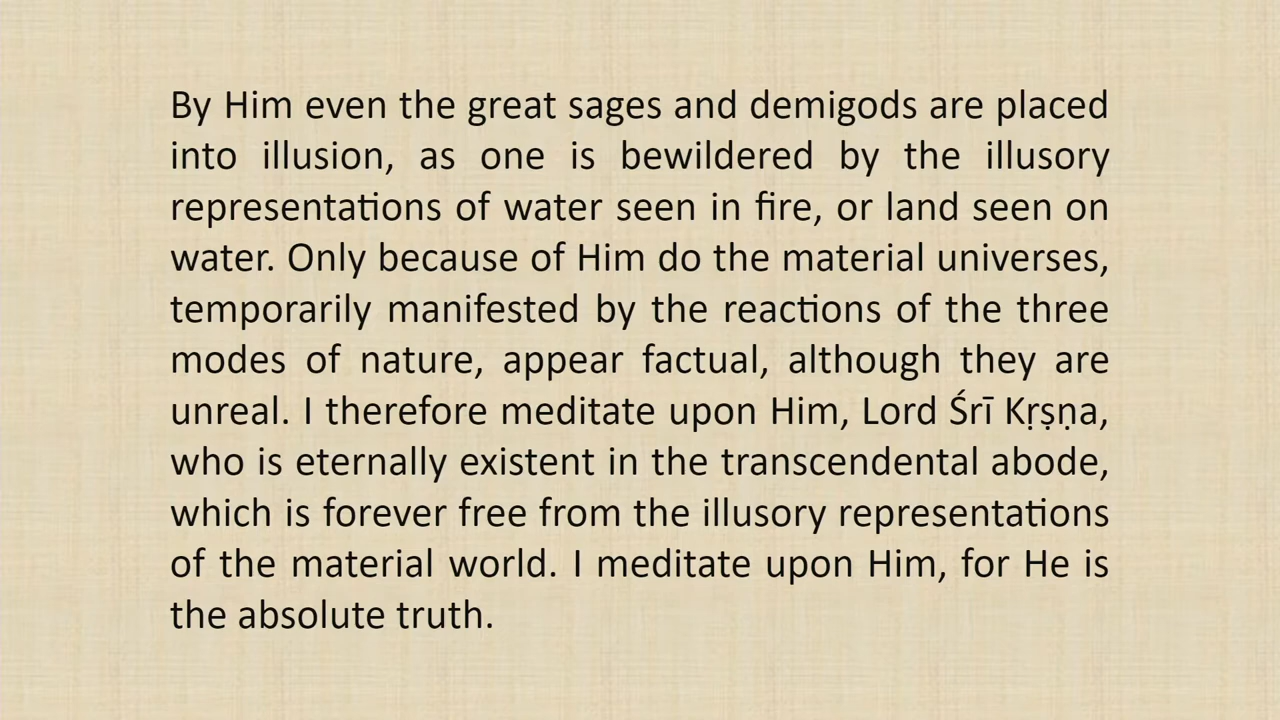 By Him even the great sages and demigods are placed
into illusion, as one is bewildered by the illusory
representations of water seen in fire, or land seen on
water. Only because of Him do the material universes,
temporarily manifested by the reactions of the three
modes of nature, appear factual, although they are
unreal. I therefore meditate upon Him, Lord Śrī Kṛṣṇa,
who is eternally existent in the transcendental abode,
which is forever free from the illusory representations
of the material world. I meditate upon Him, for He is
the absolute truth.